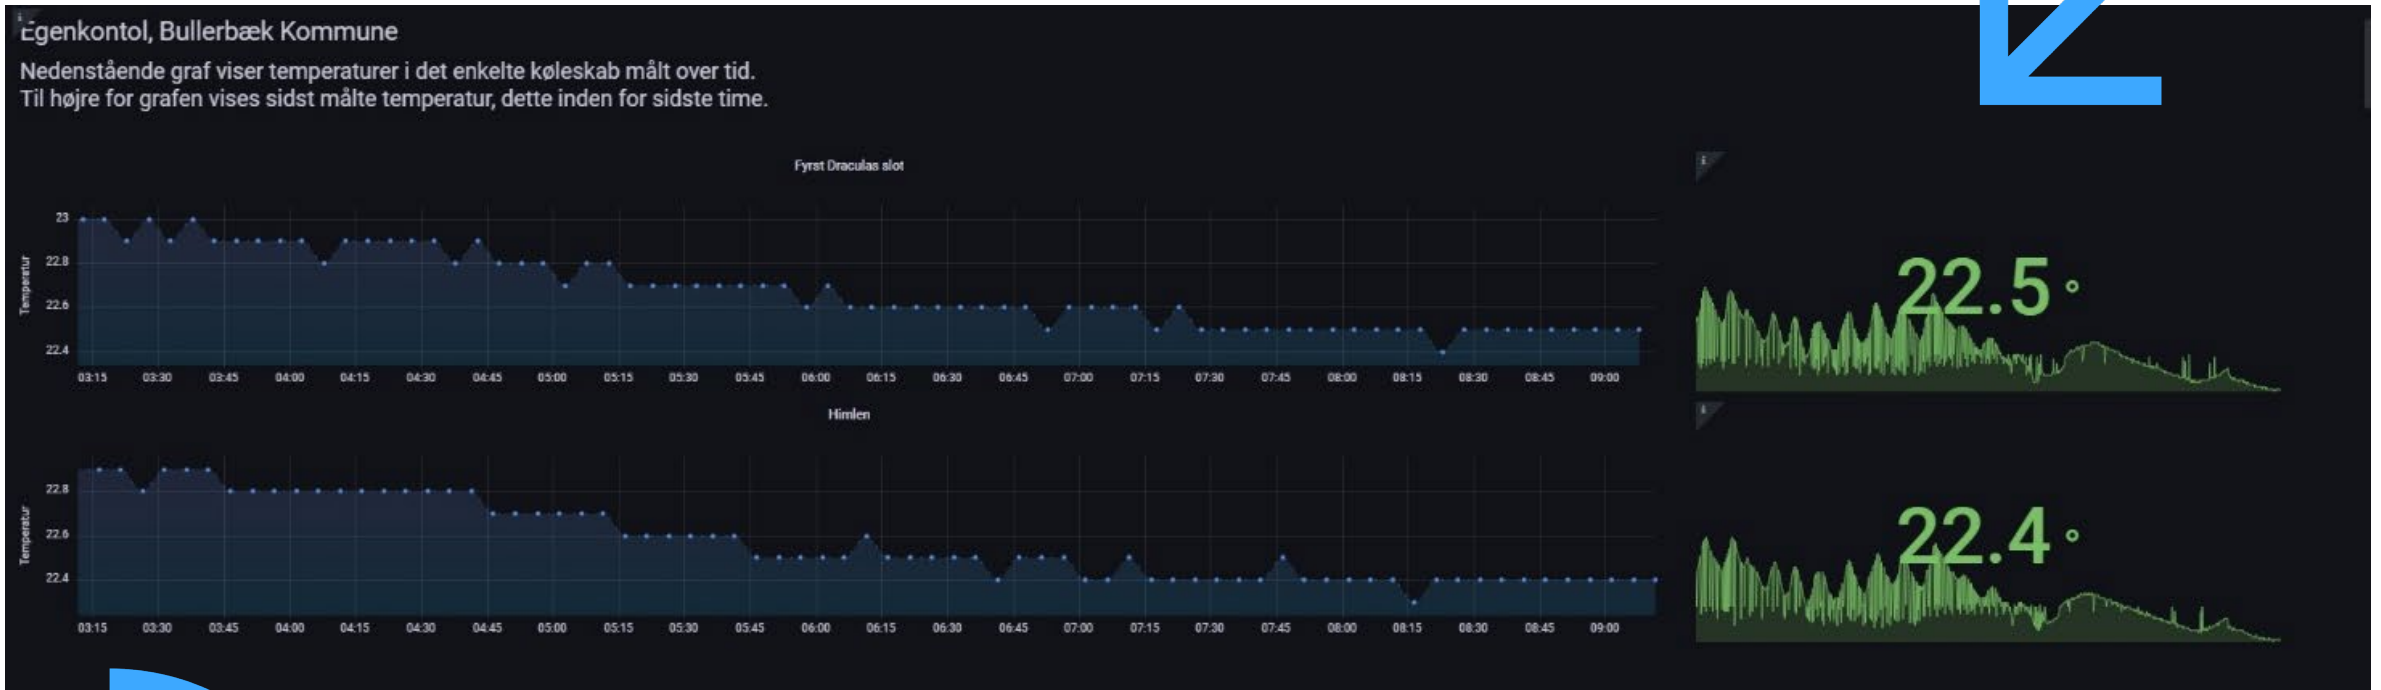 Egenkontol, Bullerbæk Kommune
Nedenstående graf viser temperaturer i det enkelte køleskab målt over tid.
Til højre for grafen vises sidst målte temperatur, dette inden for sidste time.
Fyrst Draculas slot
Temperatur
23
22.8
22.6
22.4
03:15 03:30 03:45 04:00 04:15 04:30 04:45 05:00 05:15 05:30 05:45 06:00 06:15 06:30 06:45 07:00 07:15 07:30 07:45 08:00 08:15 08:30 08:45 09:00
22.5°
Himlen
Temperatur
22.8
22.6
22.4
03:15 03:30 03:45 04:00 04:15 04:30 04:45 05:00 05:15 05:30 05:45 06:00 06:15 06:30 06:45 07:00 07:15 07:30 07:45 08:00 08:15 08:30 08:45 09:00
22.4°